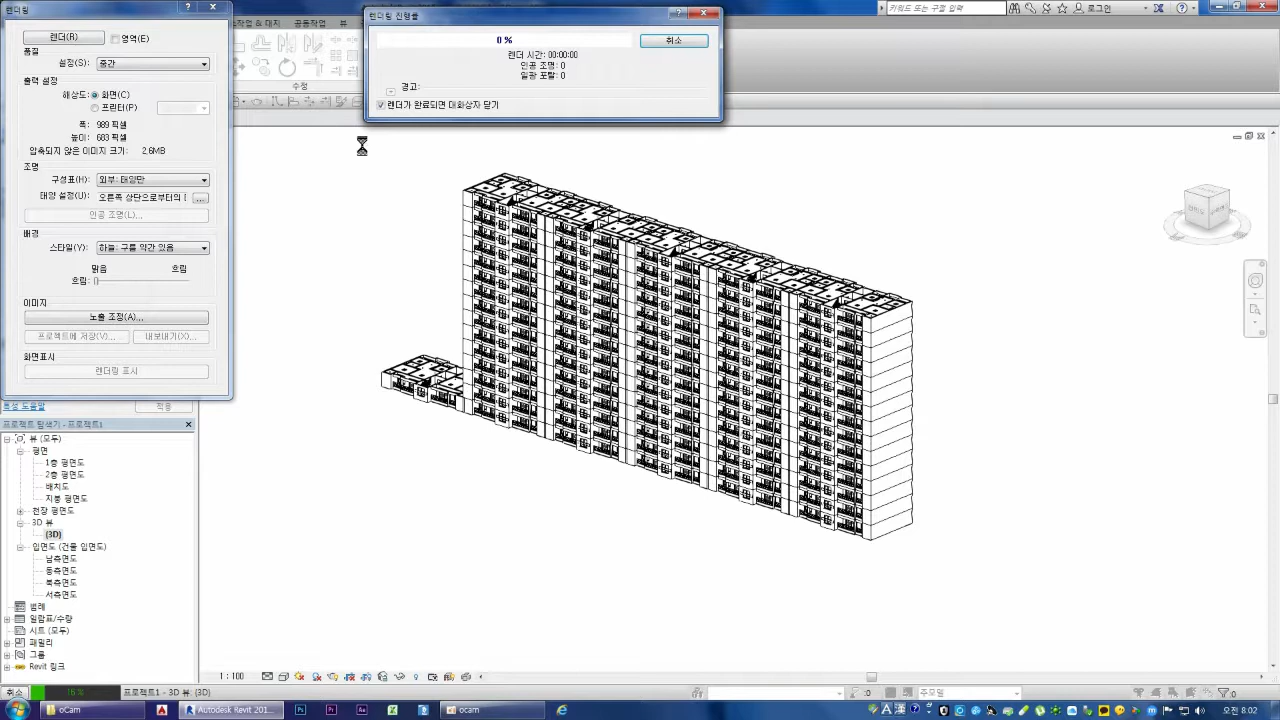 렌더링
렌더(R)
영역(E)
품질
설정(S): 중간
출력 설정
해상도: 화면(C)
프린터(P)
폭: 989 픽셀
높이: 683 픽셀
압축되지 않은 이미지 크기: 2.6MB
조명
구성표(H): 외부: 태양만
태양 설정(U): 오른쪽 상단으로부터의
인공 조명(L)...
배경
스타일(Y): 하늘: 구름 약간 있음
맑음 흐림
흐림:
이미지
노출 조정(A)...
프로젝트에 저장(V)... 내보내기(X)...
화면표시
렌더링 표시
특성 도움말 적용
작업 & 대지 공동작업 뷰
수정
렌더링 진행률
0 %
취소
렌더 시간: 00:00:00
인공 조명: 0
일광 포탈: 0
경고:
렌더가 완료되면 대화상자 닫기
키워드 또는 구절 입력
로그인
프로젝트 탐색기 - 프로젝트1
뷰 (모두)
평면
1층 평면도
2층 평면도
배치도
지붕 평면도
천장 평면도
3D 뷰
{3D}
입면도 (건물 입면도)
남측면도
동측면도
북측면도
서측면도
범례
일람표/수량
시트 (모두)
패밀리
그룹
Revit 링크
1 : 100
취소 16 % 프로젝트1 - 3D 뷰: {3D}
:0
주모델
:0
oCam
Autodesk Revit 201...
ocam
오전 8:02